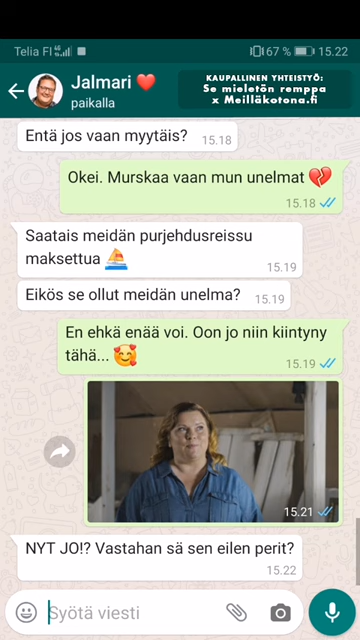 Telia FI
67 %
15.22
Jalmari
paikalla
KAUPALLINEN YHTEISTYÖ:
Se mieletön remppa
x Meilläkotona.fi
Entä jos vaan myytäis?
15.18
Okei. Murskaa vaan mun unelmat 💔
15.18
Saatais meidän purjehdusreissu
maksettua ⛵
15.19
Eikös se ollut meidän unelma?
15.19
En ehkä enää voi. Oon jo niin kiintyny
tähä... 🥰
15.19
15.21
NYT JO!? Vastahan sä sen eilen perit?
15.22
Syötä viesti